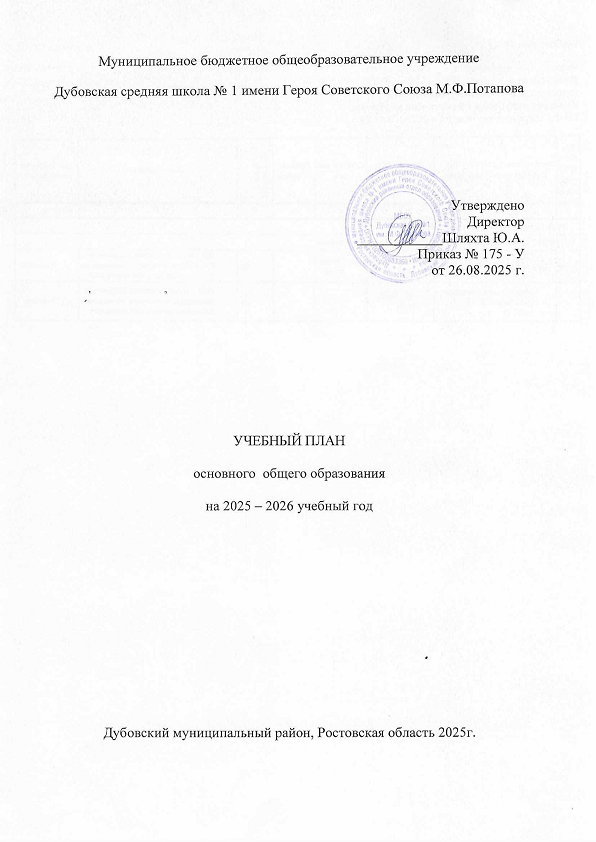 Муниципальное бюджетное общеобразовательное учреждение
Дубовская средняя школа № 1 имени Героя Советского Союза М.Ф.Потапова
Утверждено
Директор
____________Шляхта Ю.А.
Приказ № 175 - У
от 26.08.2025 г.
УЧЕБНЫЙ ПЛАН
основного общего образования
на 2025 – 2026 учебный год
Дубовский муниципальный район, Ростовская область 2025г.